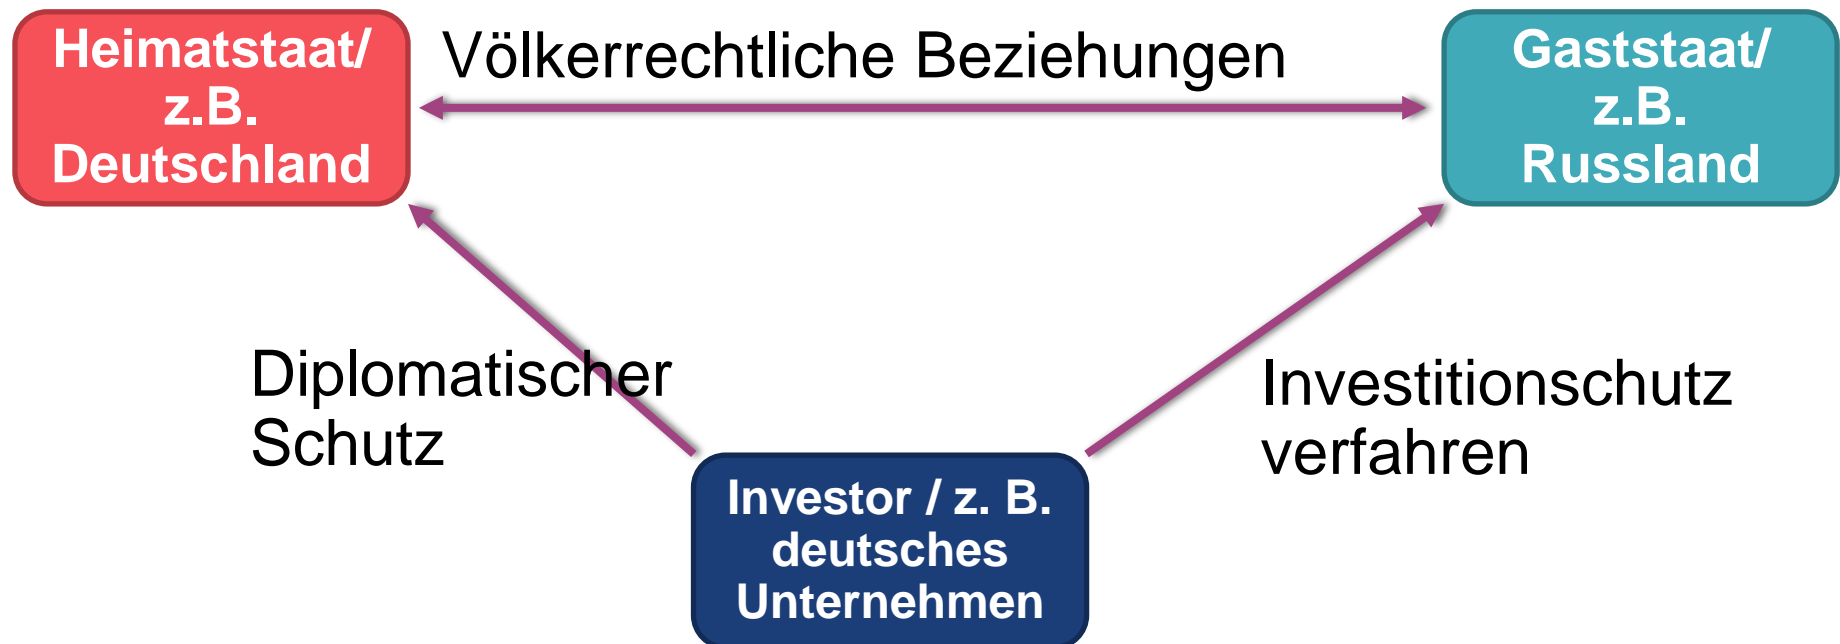 Heimatstaat/
z.B.
Deutschland
Völkerrechtliche Beziehungen
Gaststaat/
z.B.
Russland
Diplomatischer
Schutz
Investitionschutz
verfahren
Investor / z. B.
deutsches
Unternehmen